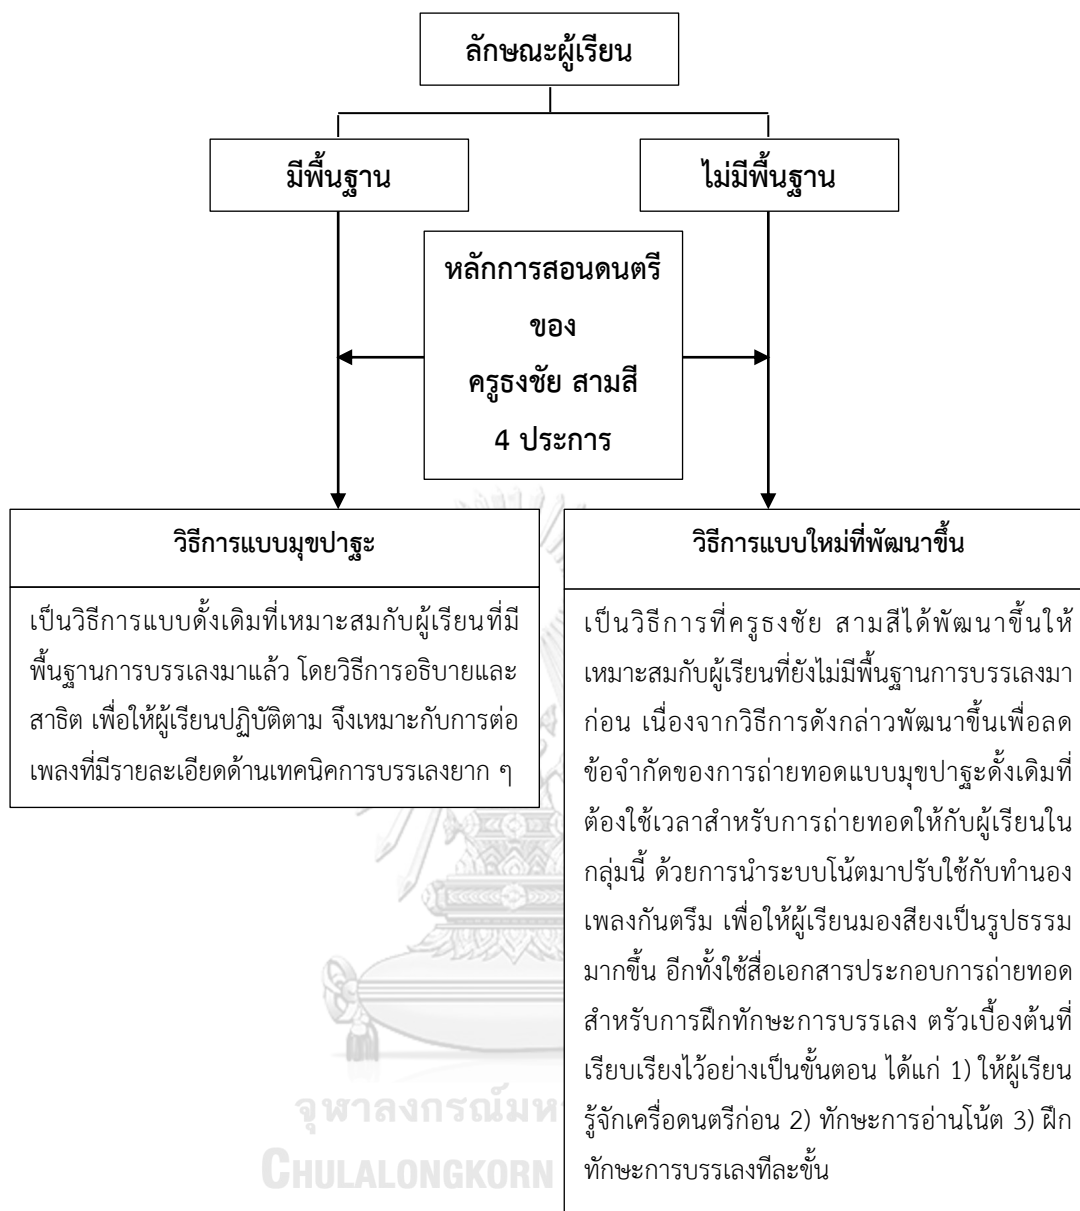 ลักษณะผู้เรียน
มีพื้นฐาน
ไม่มีพื้นฐาน
หลักการสอนดนตรี
ของ
ครูธงชัย สามสี
4 ประการ
วิธีการแบบมุขปาฐะ
เป็นวิธีการแบบดั้งเดิมที่เหมาะสมกับผู้เรียนที่มี
พื้นฐานการบรรเลงมาแล้ว โดยวิธีการอธิบายและ
สาธิต เพื่อให้ผู้เรียนปฏิบัติตาม จึงเหมาะกับการต่อ
เพลงที่มีรายละเอียดด้านเทคนิคการบรรเลงยาก ๆ
วิธีการแบบใหม่ที่พัฒนาขึ้น
เป็นวิธีการที่ครูธงชัย สามสีได้พัฒนาขึ้นให้
เหมาะสมกับผู้เรียนที่ยังไม่มีพื้นฐานการบรรเลงมา
ก่อน เนื่องจากวิธีการดังกล่าวพัฒนาขึ้นเพื่อลด
ข้อจำกัดของการถ่ายทอดแบบมุขปาฐะดั้งเดิมที่
ต้องใช้เวลาสำหรับการถ่ายทอดให้กับผู้เรียนใน
กลุ่มนี้ ด้วยการนำระบบโน้ตมาปรับใช้กับทำนอง
เพลงกันตรึม เพื่อให้ผู้เรียนมองเสียงเป็นรูปธรรม
มากขึ้น อีกทั้งใช้สื่อเอกสารประกอบการถ่ายทอด
สำหรับการฝึกทักษะการบรรเลง ตรัวเบื้องต้นที่
เรียบเรียงไว้อย่างเป็นขั้นตอน ได้แก่ 1) ให้ผู้เรียน
รู้จักเครื่อดนตรีก่อน 2) ทักษะการอ่านโน้ต 3) ฝึก
ทักษะการบรรเลงทีละขั้น
จุฬาลงกรณ์มห
CHULALONGKORN